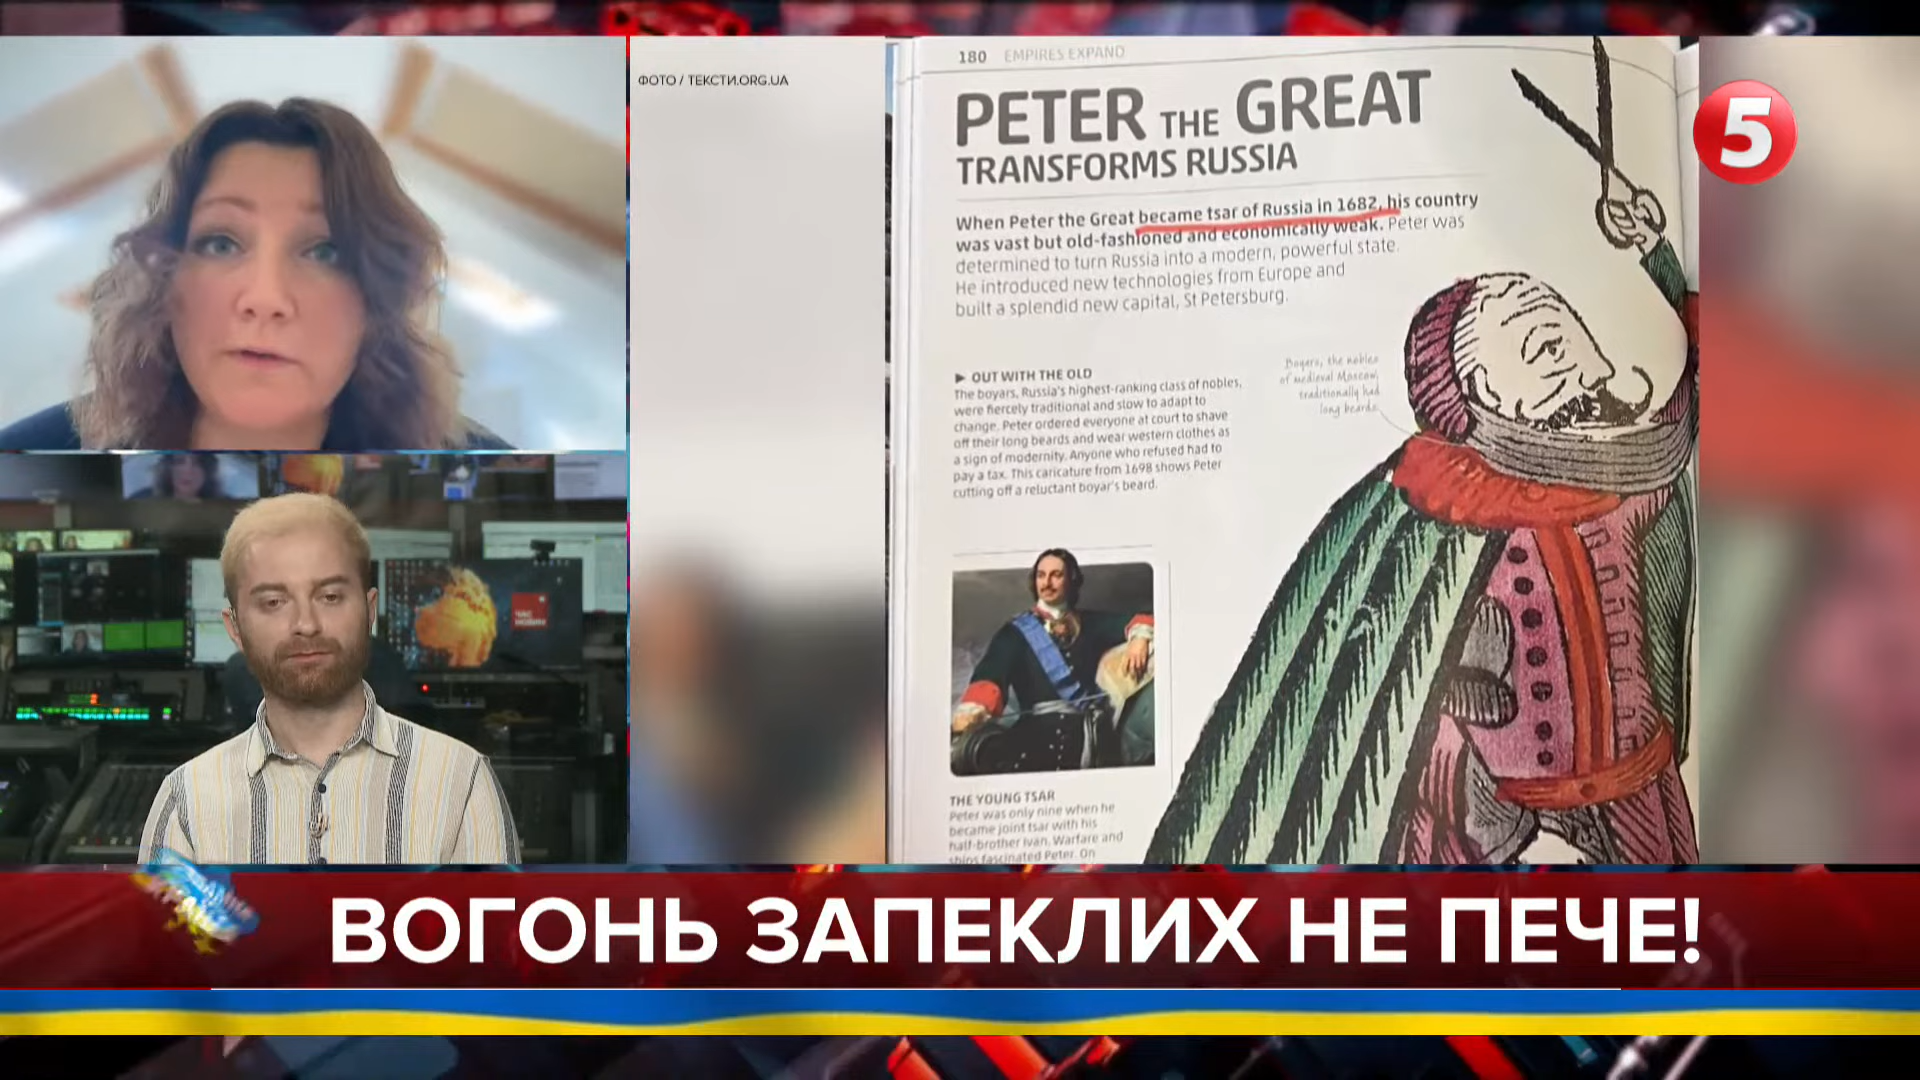 ФОТО / ТЕКСТИ.ORG.UA
180 EMPIRES EXPAND
PETER THE GREAT
TRANSFORMS RUSSIA
When Peter the Great became tsar of Russia in 1682, his country
was vast but old-fashioned and economically weak. Peter was
determined to turn Russia into a modern, powerful state.
He introduced new technologies from Europe and
built a splendid new capital, St Petersburg.
Boyars, the nobles
of medieval Moscow,
traditionally had
long beards.
► OUT WITH THE OLD
The boyars, Russia's highest-ranking class of nobles,
were fiercely traditional and slow to adapt to
change. Peter ordered everyone at court to shave
off their long beards and wear western clothes as
a sign of modernity. Anyone who refused had to
pay a tax. This caricature from 1698 shows Peter
cutting off a reluctant boyar's beard.
THE YOUNG TSAR
Peter was only nine when he
became joint tsar with his
half-brother Ivan. Warfare and
ships fascinated Peter. On
5
ЧАС
НОВИН
ВОГОНЬ ЗАПЕКЛИХ НЕ ПЕЧЕ!